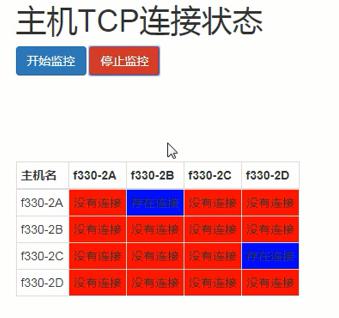 主机TCP连接状态
开始监控 停止监控
主机名 f330-2A f330-2B f330-2C f330-2D
f330-2A 没有连接 存在连接 没有连接 没有连接
f330-2B 没有连接 没有连接 没有连接 没有连接
f330-2C 没有连接 没有连接 没有连接 存在连接
f330-2D 没有连接 没有连接 没有连接 没有连接